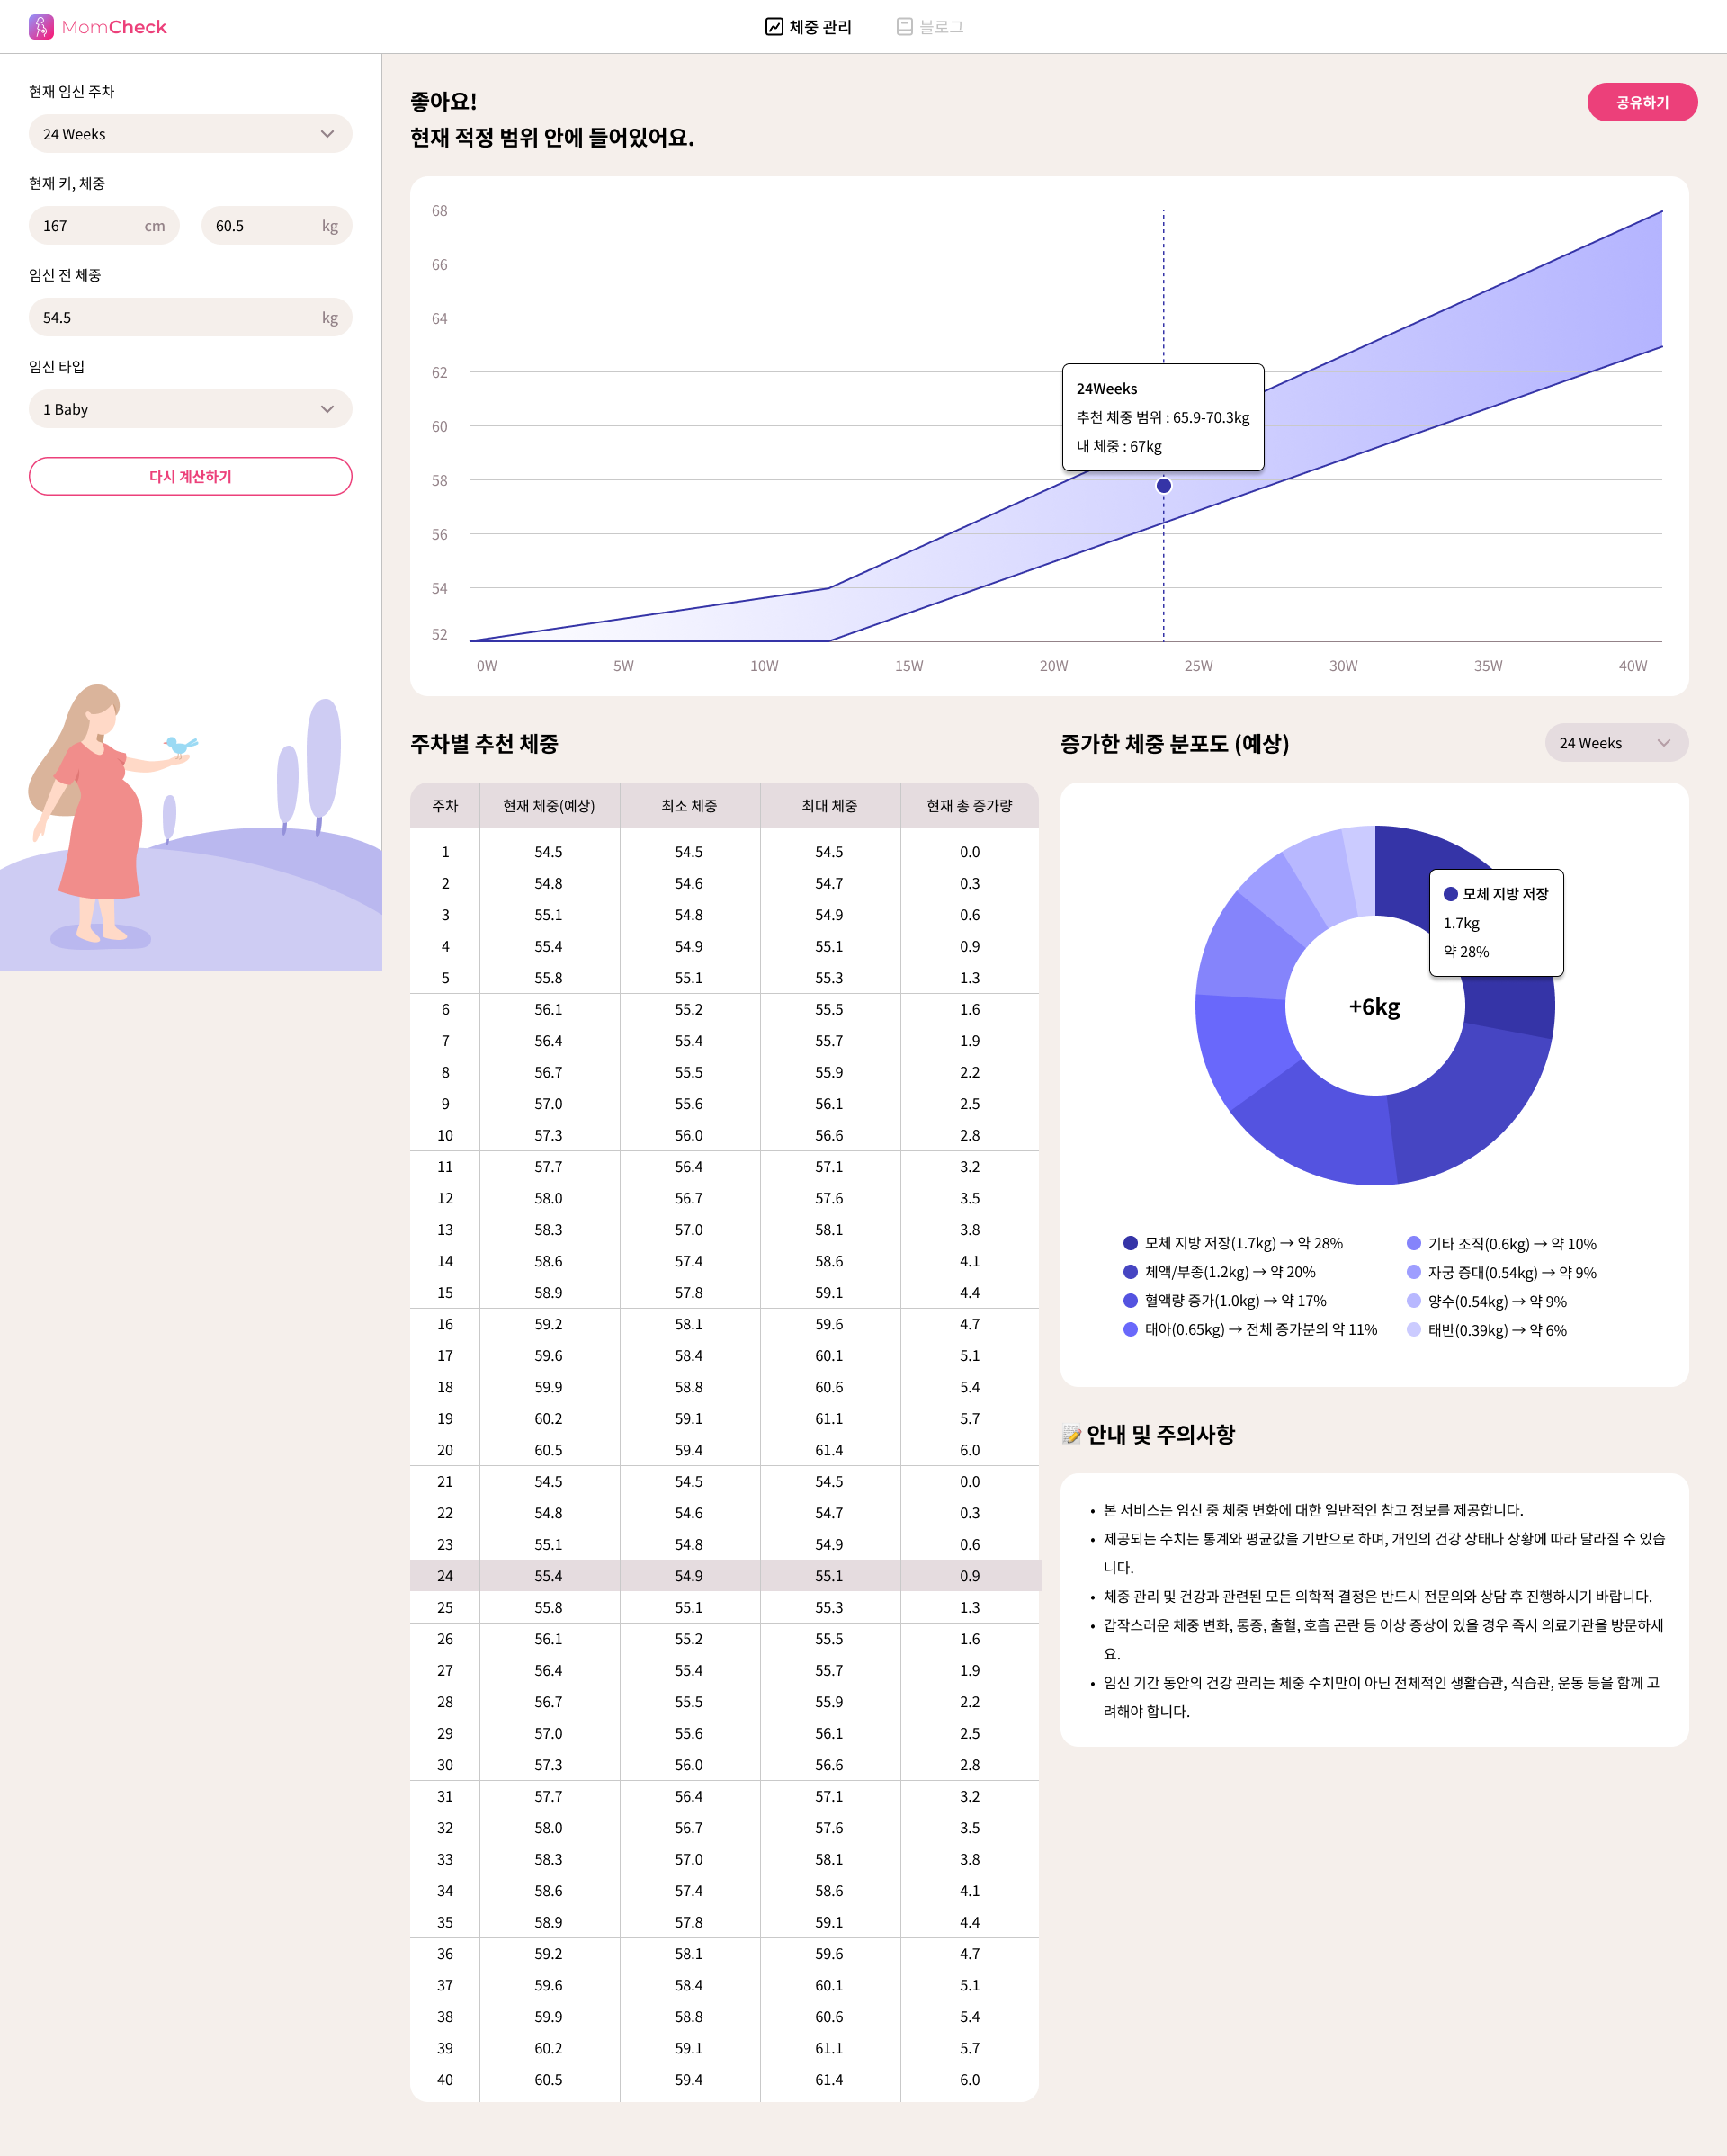 MomCheck
체중 관리
블로그
현재 임신 주차
24 Weeks
현재 키, 체중
167 cm 60.5 kg
임신 전 체중
54.5 kg
임신 타입
1 Baby
다시 계산하기
좋아요!
현재 적정 범위 안에 들어있어요.
공유하기
68
66
64
62
60
58
56
54
52
24Weeks
추천 체중 범위 : 65.9-70.3kg
내 체중 : 67kg
0W 5W 10W 15W 20W 25W 30W 35W 40W
주차별 추천 체중
주차 현재 체중(예상) 최소 체중 최대 체중 현재 총 증가량
1 54.5 54.5 54.5 0.0
2 54.8 54.6 54.7 0.3
3 55.1 54.8 54.9 0.6
4 55.4 54.9 55.1 0.9
5 55.8 55.1 55.3 1.3
6 56.1 55.2 55.5 1.6
7 56.4 55.4 55.7 1.9
8 56.7 55.5 55.9 2.2
9 57.0 55.6 56.1 2.5
10 57.3 56.0 56.6 2.8
11 57.7 56.4 57.1 3.2
12 58.0 56.7 57.6 3.5
13 58.3 57.0 58.1 3.8
14 58.6 57.4 58.6 4.1
15 58.9 57.8 59.1 4.4
16 59.2 58.1 59.6 4.7
17 59.6 58.4 60.1 5.1
18 59.9 58.8 60.6 5.4
19 60.2 59.1 61.1 5.7
20 60.5 59.4 61.4 6.0
21 54.5 54.5 54.5 0.0
22 54.8 54.6 54.7 0.3
23 55.1 54.8 54.9 0.6
24 55.4 54.9 55.1 0.9
25 55.8 55.1 55.3 1.3
26 56.1 55.2 55.5 1.6
27 56.4 55.4 55.7 1.9
28 56.7 55.5 55.9 2.2
29 57.0 55.6 56.1 2.5
30 57.3 56.0 56.6 2.8
31 57.7 56.4 57.1 3.2
32 58.0 56.7 57.6 3.5
33 58.3 57.0 58.1 3.8
34 58.6 57.4 58.6 4.1
35 58.9 57.8 59.1 4.4
36 59.2 58.1 59.6 4.7
37 59.6 58.4 60.1 5.1
38 59.9 58.8 60.6 5.4
39 60.2 59.1 61.1 5.7
40 60.5 59.4 61.4 6.0
증가한 체중 분포도 (예상)
24 Weeks
모체 지방 저장
1.7kg
약 28%
+6kg
모체 지방 저장(1.7kg) → 약 28%
체액/부종(1.2kg) → 약 20%
혈액량 증가(1.0kg) → 약 17%
태아(0.65kg) → 전체 증가분의 약 11%
기타 조직(0.6kg) → 약 10%
자궁 증대(0.54kg) → 약 9%
양수(0.54kg) → 약 9%
태반(0.39kg) → 약 6%
📝 안내 및 주의사항
• 본 서비스는 임신 중 체중 변화에 대한 일반적인 참고 정보를 제공합니다.
• 제공되는 수치는 통계와 평균값을 기반으로 하며, 개인의 건강 상태나 상황에 따라 달라질 수 있습
니다.
• 체중 관리 및 건강과 관련된 모든 의학적 결정은 반드시 전문의와 상담 후 진행하시기 바랍니다.
• 갑작스러운 체중 변화, 통증, 출혈, 호흡 곤란 등 이상 증상이 있을 경우 즉시 의료기관을 방문하세
요.
• 임신 기간 동안의 건강 관리는 체중 수치만이 아닌 전체적인 생활습관, 식습관, 운동 등을 함께 고
려해야 합니다.